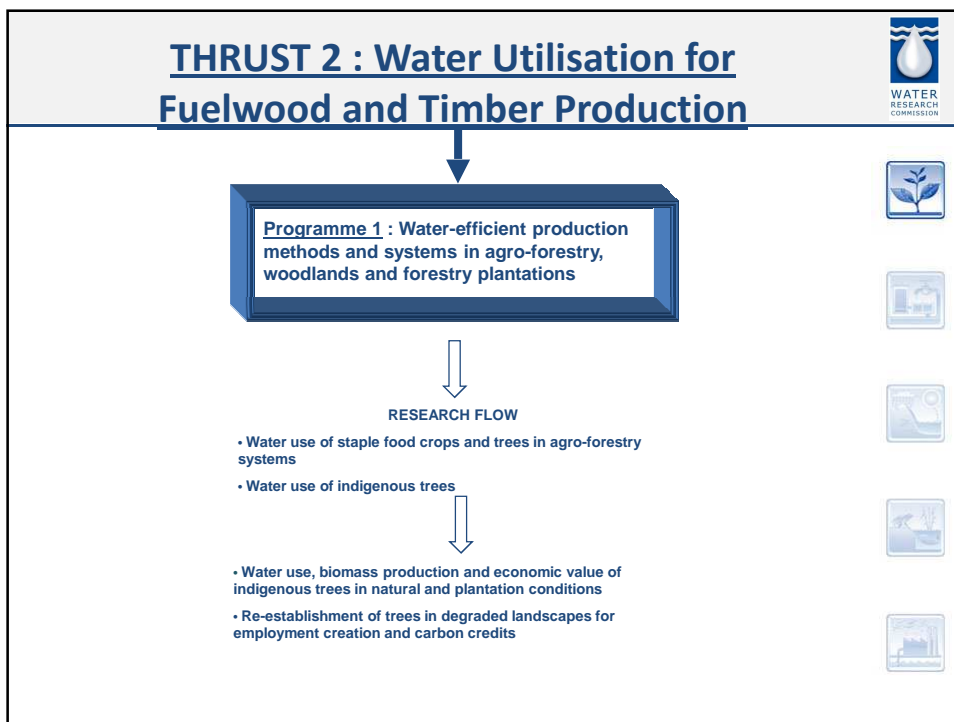 THRUST 2 : Water Utilisation for
Fuelwood and Timber Production
WATER
RESEARCH
COMMISSION
Programme 1 : Water-efficient production
methods and systems in agro-forestry,
woodlands and forestry plantations
RESEARCH FLOW
• Water use of staple food crops and trees in agro-forestry
systems
• Water use of indigenous trees
• Water use, biomass production and economic value of
indigenous trees in natural and plantation conditions
• Re-establishment of trees in degraded landscapes for
employment creation and carbon credits